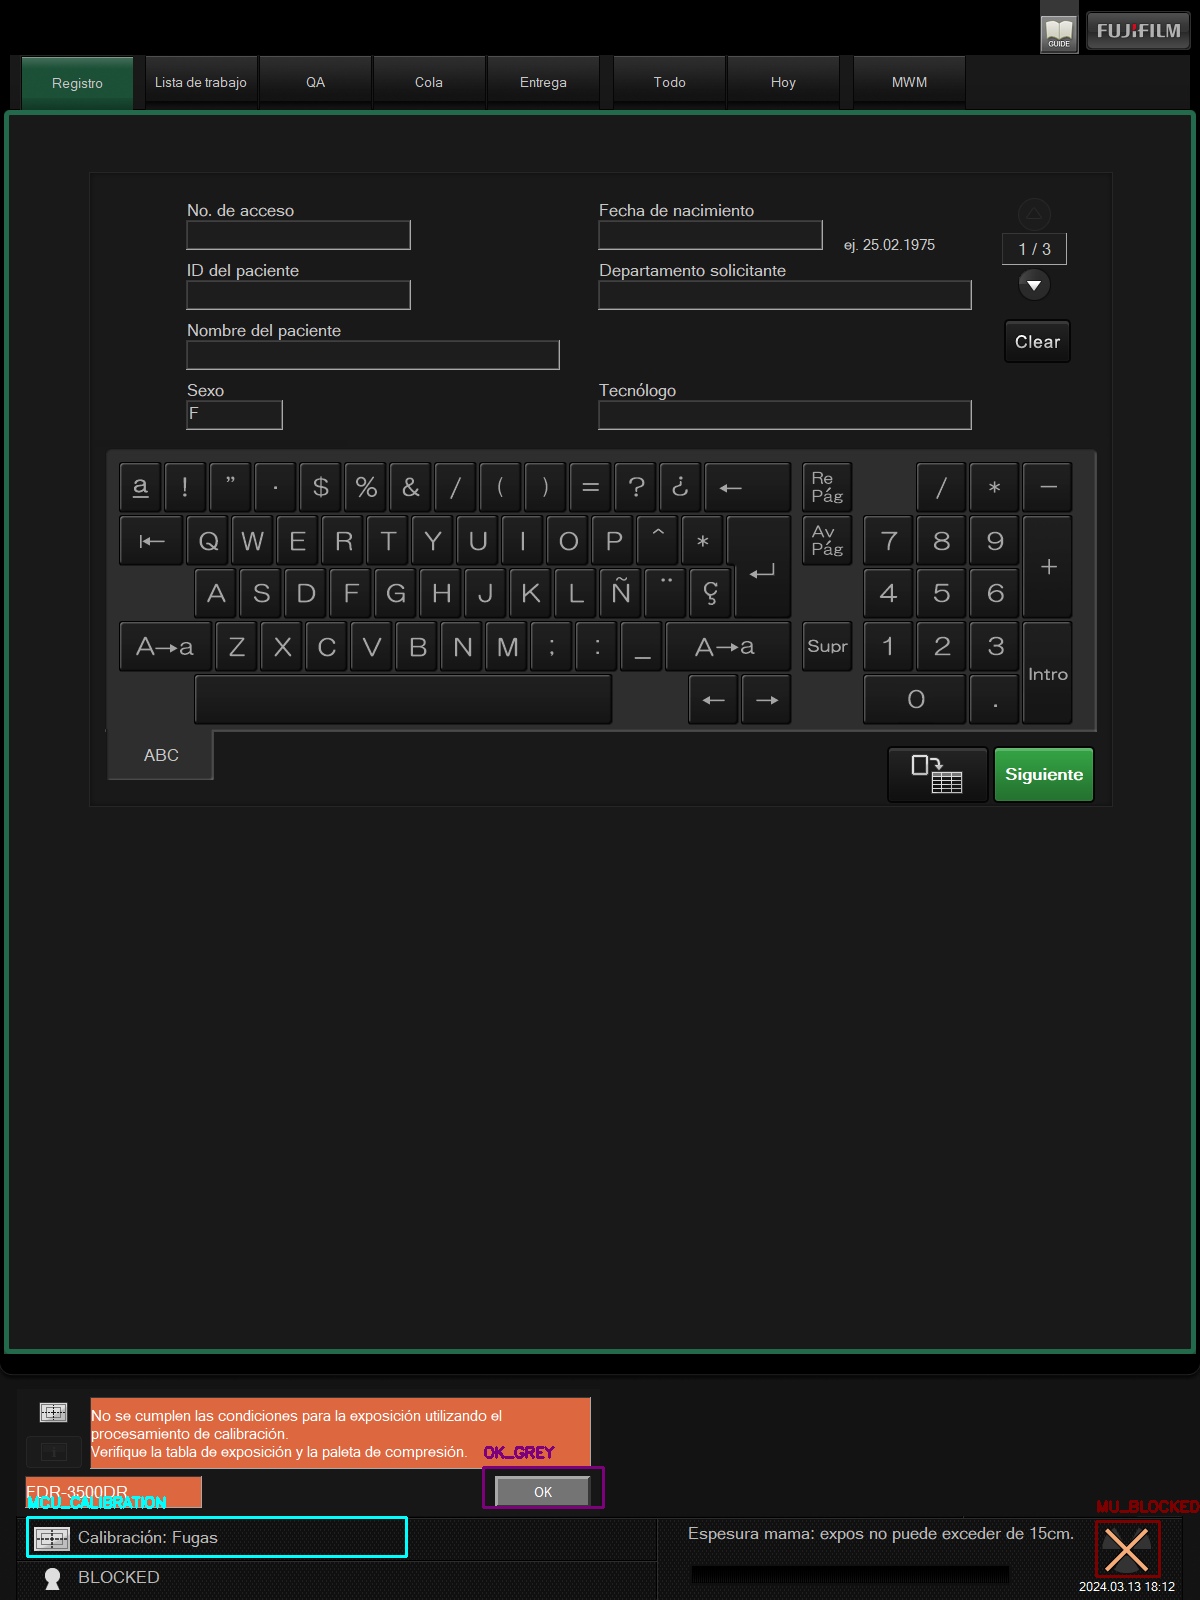 GUIDE
FUJIFILM
Registro
Lista de trabajo
QA
Cola
Entrega
Todo
Hoy
MWM
No. de acceso
Fecha de nacimiento
ej. 25.02.1975
1 / 3
ID del paciente
Departamento solicitante
Nombre del paciente
Clear
Sexo
F
Tecnólogo
a ! " · $ % & / ( ) = ? ¿ ← Re Pág / * −
⇤ Q W E R T Y U I O P ^ * Av Pág 7 8 9 +
A S D F G H J K L Ñ ¨ Ç ↵ 4 5 6
A→a Z X C V B N M ; : _ A→a Supr 1 2 3 Intro
← → 0 .
ABC
Siguiente
No se cumplen las condiciones para la exposición utilizando el
procesamiento de calibración.
Verifique la tabla de exposición y la paleta de compresión.
OK_GREY
FDR-3500DR
OK
MCU_CALIBRATION
MU_BLOCKED
Calibración: Fugas
Espesura mama: expos no puede exceder de 15cm.
BLOCKED
2024.03.13 18:12